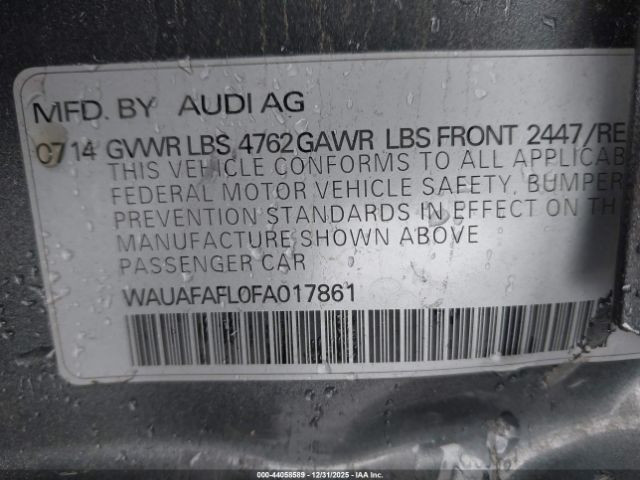 MFD. BY AUDI AG
0714 GVWR LBS 4762 GAWR LBS FRONT 2447/RE
THIS VEHICLE CONFORMS TO ALL APPLICAB
FEDERAL MOTOR VEHICLE SAFETY, BUMPER
PREVENTION STANDARDS IN EFFECT ON TH
MANUFACTURE SHOWN ABOVE
PASSENGER CAR
WAUAFAFL0FA017861
000-44058589 - 12/31/2025 - IAA Inc.